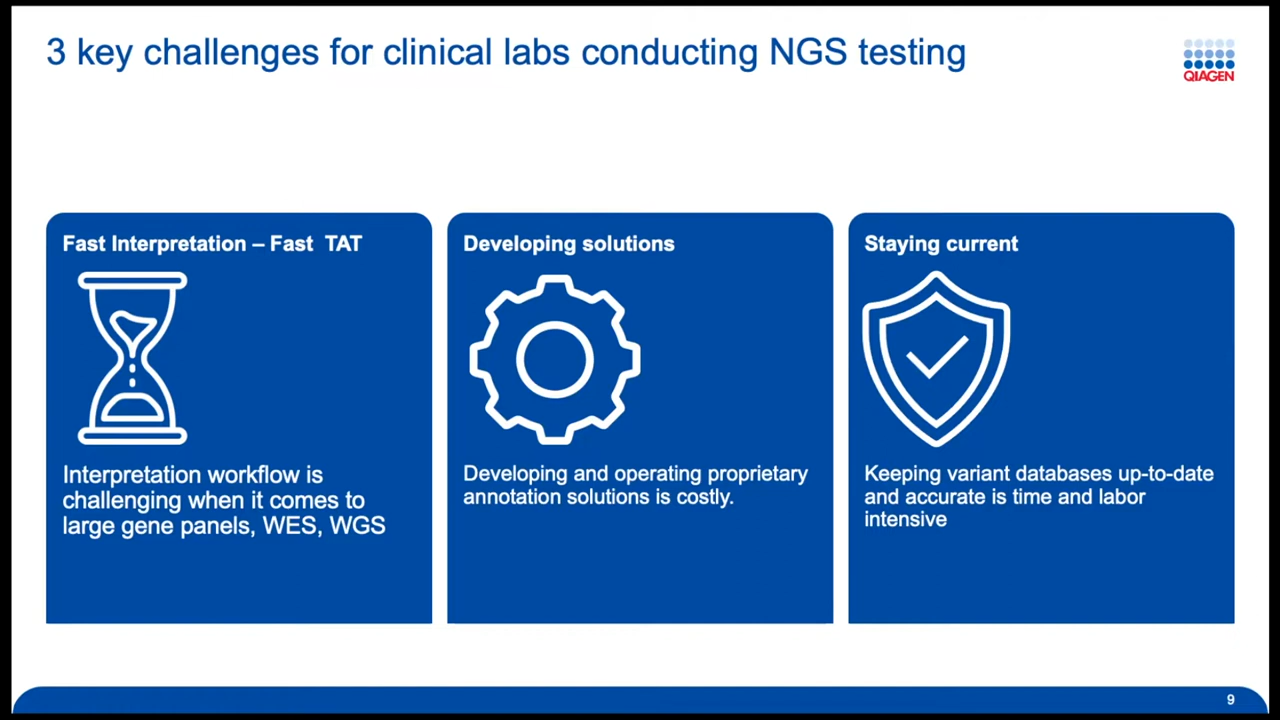 3 key challenges for clinical labs conducting NGS testing
QIAGEN
Fast Interpretation – Fast  TAT
Interpretation workflow is
challenging when it comes to
large gene panels, WES, WGS
Developing solutions
Developing and operating proprietary
annotation solutions is costly.
Staying current
Keeping variant databases up-to-date
and accurate is time and labor
intensive
9